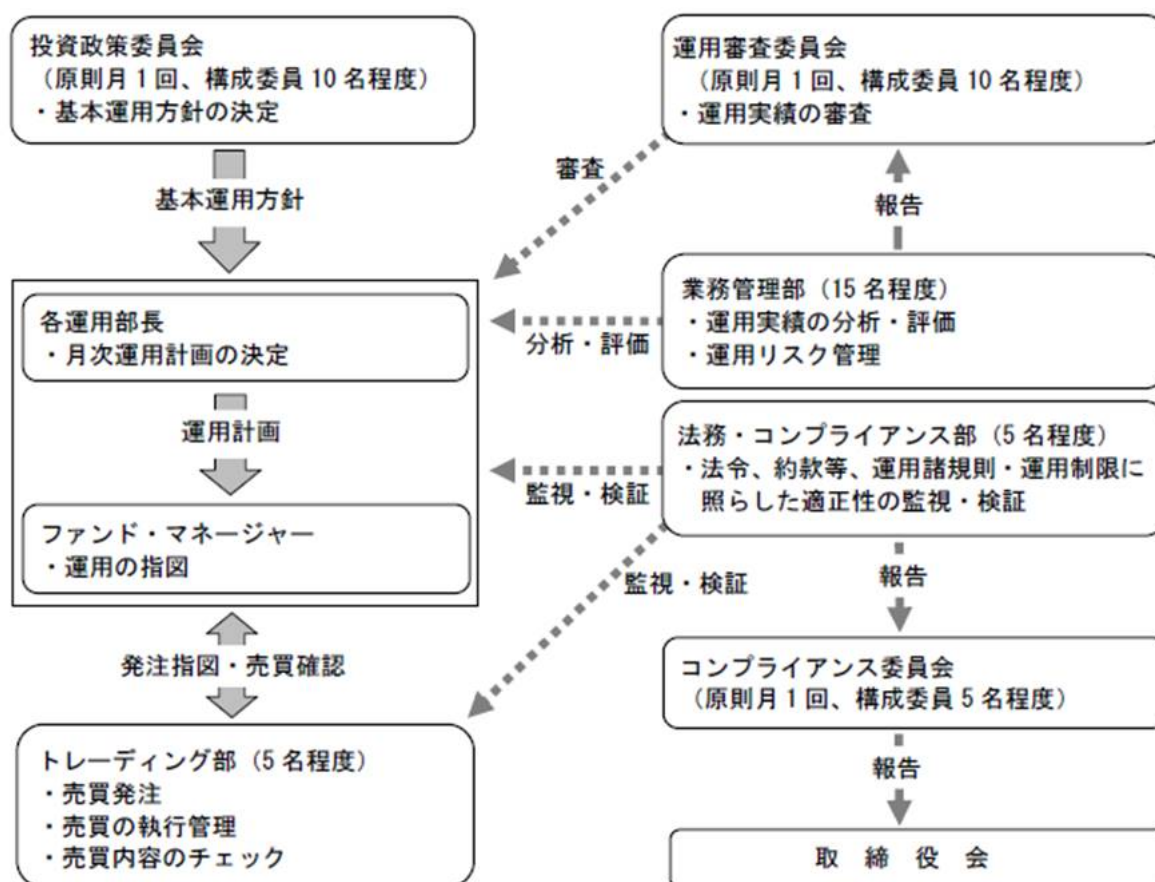 投資政策委員会
（原則月1回、構成委員10名程度）
・基本運用方針の決定
基本運用方針
各運用部長
・月次運用計画の決定
運用計画
ファンド・マネージャー
・運用の指図
発注指図・売買確認
トレーディング部（5名程度）
・売買発注
・売買の執行管理
・売買内容のチェック
運用審査委員会
（原則月1回、構成委員10名程度）
・運用実績の審査
審査
報告
業務管理部（15名程度）
・運用実績の分析・評価
・運用リスク管理
分析・評価
法務・コンプライアンス部（5名程度）
・法令、約款等、運用諸規則・運用制限に
照らした適正性の監視・検証
監視・検証
監視・検証
報告
コンプライアンス委員会
（原則月1回、構成委員5名程度）
報告
取締役会